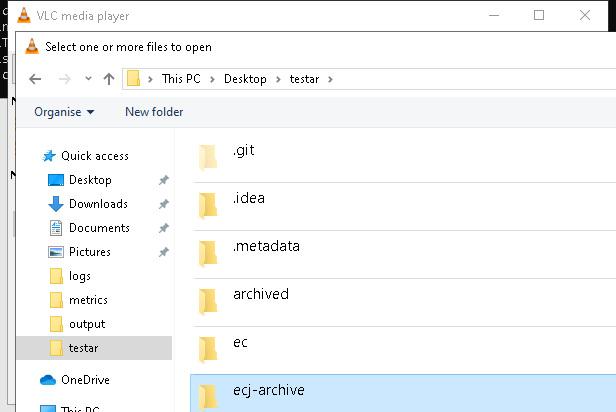 VLC media player
Select one or more files to open
This PC > Desktop > testar >
Organise
New folder
Quick access
Desktop
Downloads
Documents
Pictures
logs
metrics
output
testar
OneDrive
This PC
.git
.idea
.metadata
archived
ec
ecj-archive